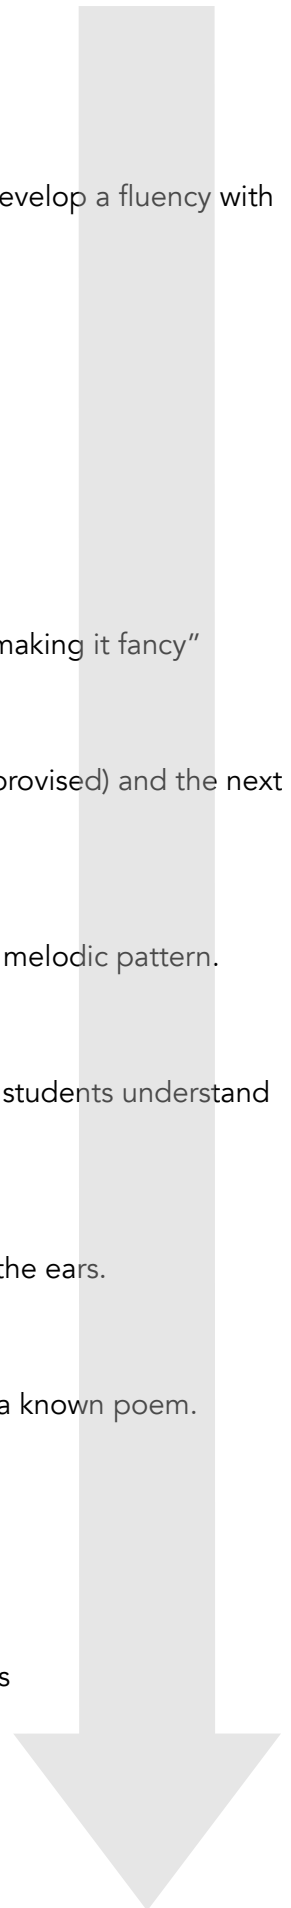 evelop a fluency with
making it fancy”
provised) and the next
melodic pattern.
students understand
the ears.
a known poem.
s